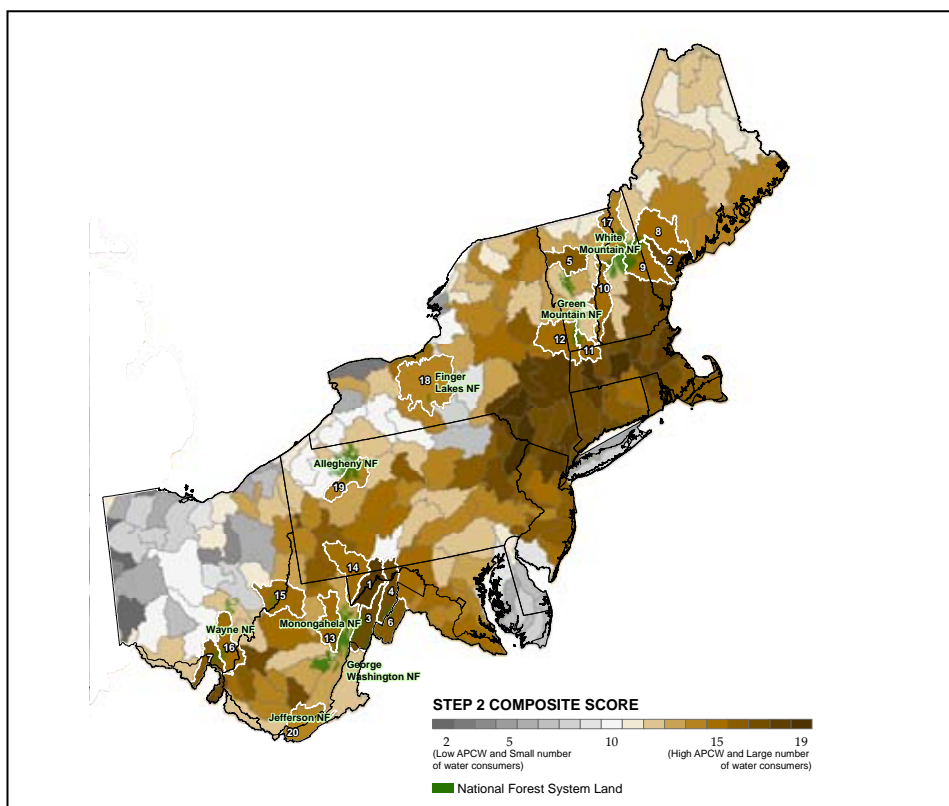 17
8
White
Mountain NF
5
2
9
10
Green
Mountain NF
12
11
18
Finger
Lakes NF
Allegheny NF
19
14
1
4
15
3
Wayne NF
Monongahela NF
6
16
13
7
George
Washington NF
Jefferson NF
20
STEP 2 COMPOSITE SCORE
2 5 10 15 19
(Low APCW and Small number
of water consumers)
(High APCW and Large number
of water consumers)
National Forest System Land